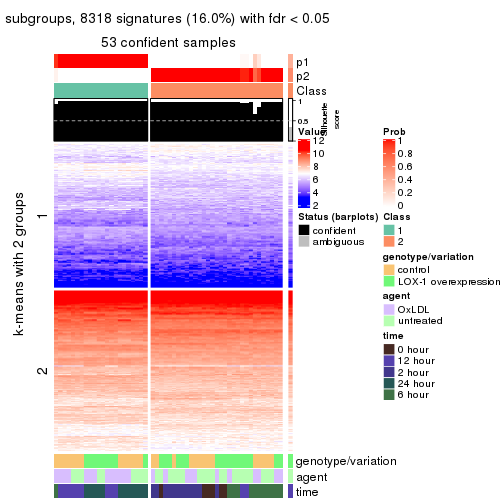 subgroups, 8318 signatures (16.0%) with fdr < 0.05
53 confident samples
p1
p2
Class
1
0.5
Silhouette
score
k-means with 2 groups
1
2
Value
12
10
8
6
4
2
Prob
1
0.8
0.6
0.4
0.2
0
Status (barplots)
confident
ambiguous
Class
1
2
genotype/variation
control
LOX-1 overexpression
agent
OxLDL
untreated
time
0 hour
12 hour
2 hour
24 hour
6 hour
genotype/variation
agent
time